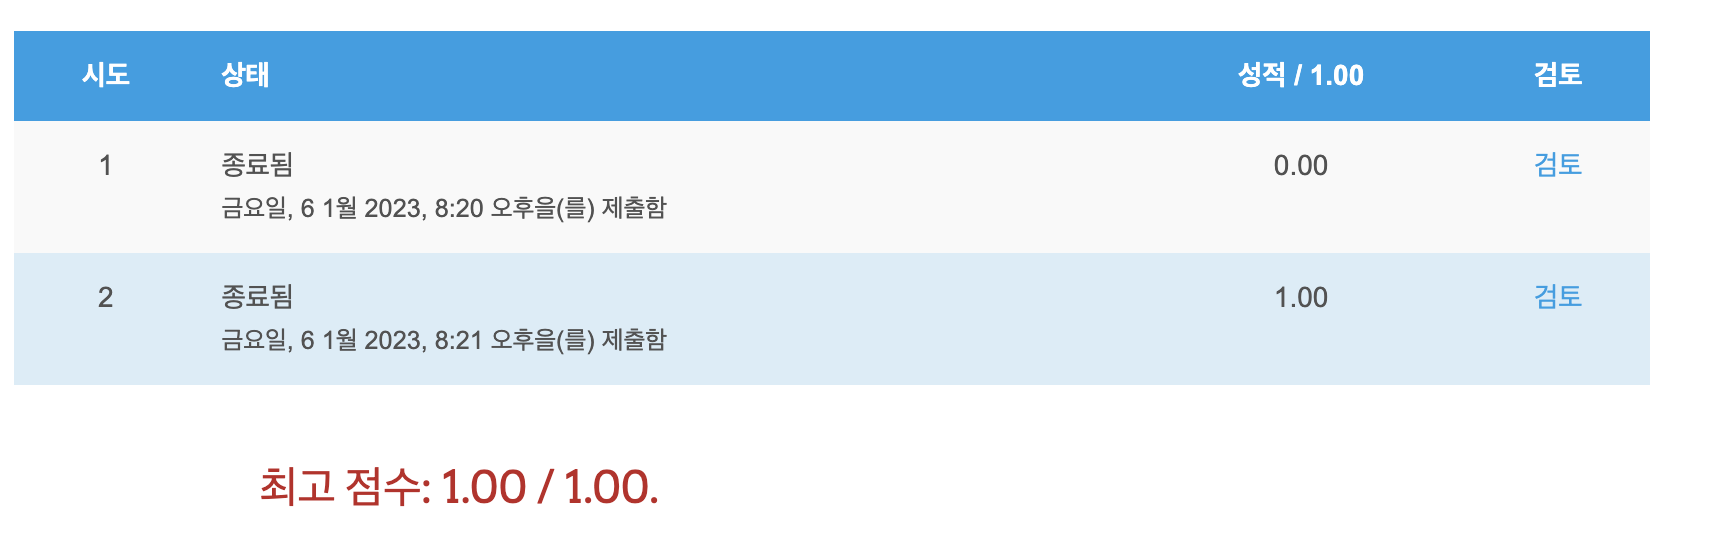 시도 상태 성적 / 1.00 검토
1 종료됨 0.00 검토
금요일, 6 1월 2023, 8:20 오후을(를) 제출함
2 종료됨 1.00 검토
금요일, 6 1월 2023, 8:21 오후을(를) 제출함
최고 점수: 1.00 / 1.00.